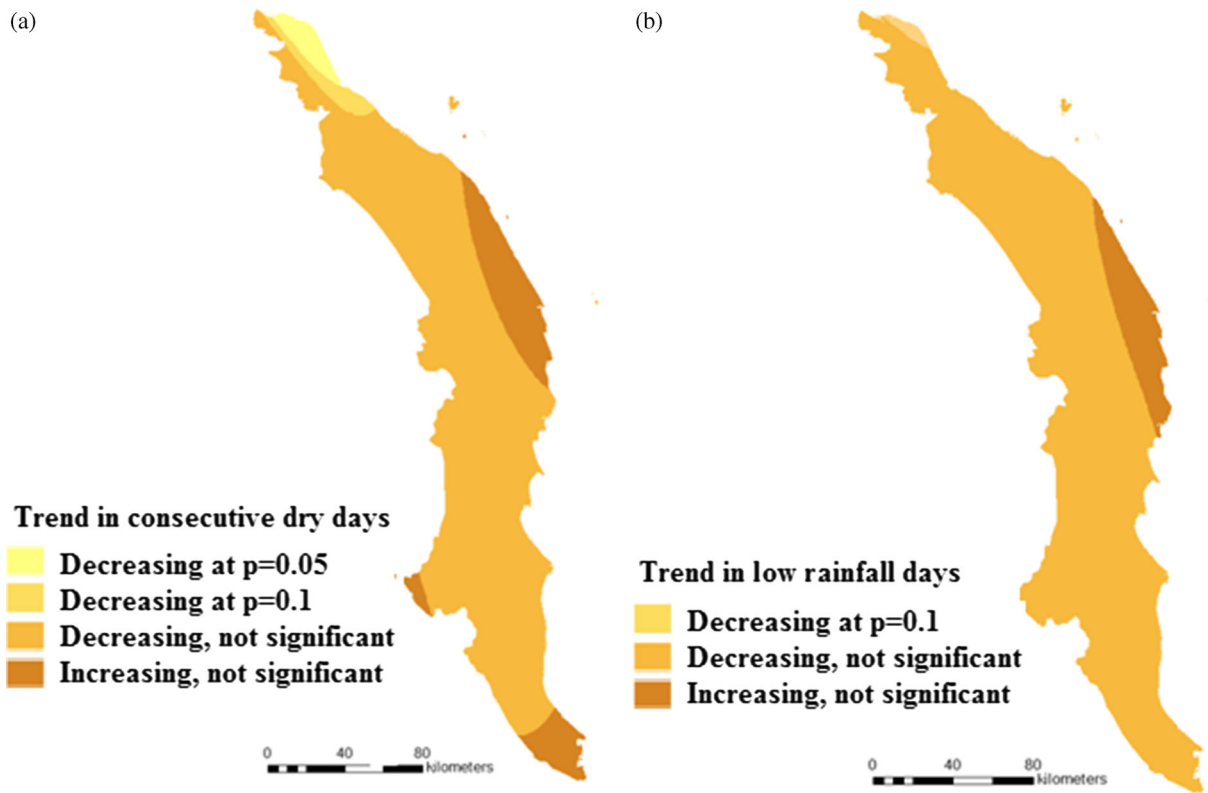 (a)
Trend in consecutive dry days
Decreasing at p=0.05
Decreasing at p=0.1
Decreasing, not significant
Increasing, not significant
0 40 80
kilometers
(b)
Trend in low rainfall days
Decreasing at p=0.1
Decreasing, not significant
Increasing, not significant
0 40 80
kilometers